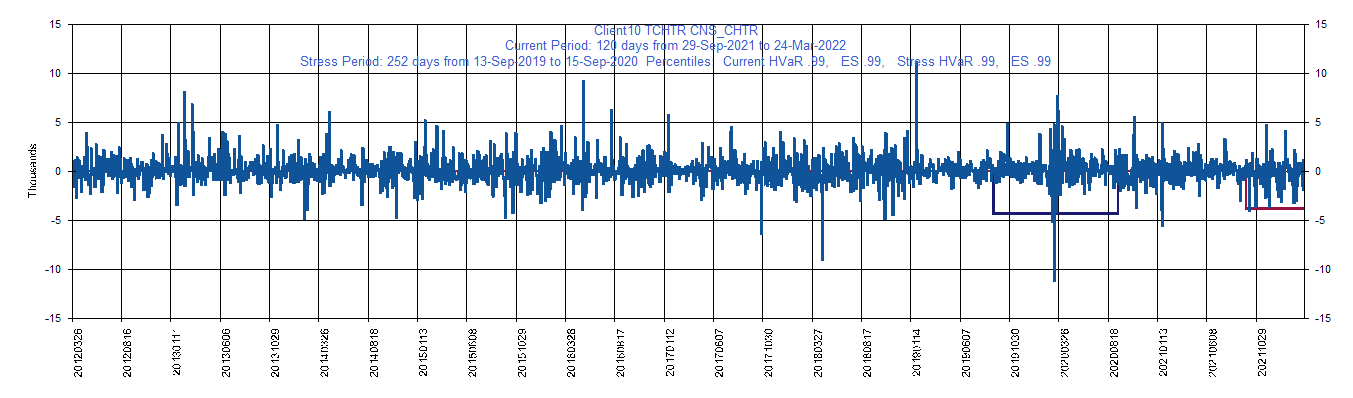 Client10 TCHTR CNS_CHTR
Current Period: 120 days from 29-Sep-2021 to 24-Mar-2022
Stress Period: 252 days from 13-Sep-2019 to 15-Sep-2020 Percentiles: Current HVaR .99, ES .99, Stress HVaR .99, ES .99
15 15
10 10
5 5
Thousands
0 0
-5 -5
-10 -10
-15 -15
20120326 20120816 20130111 20130606 20131029 20140326 20140818 20150113 20150608 20151029 20160328 20160817 20170112 20170607 20171030 20180327 20180817 20190114 20190607 20191030 20200326 20200818 20210113 20210608 20211029